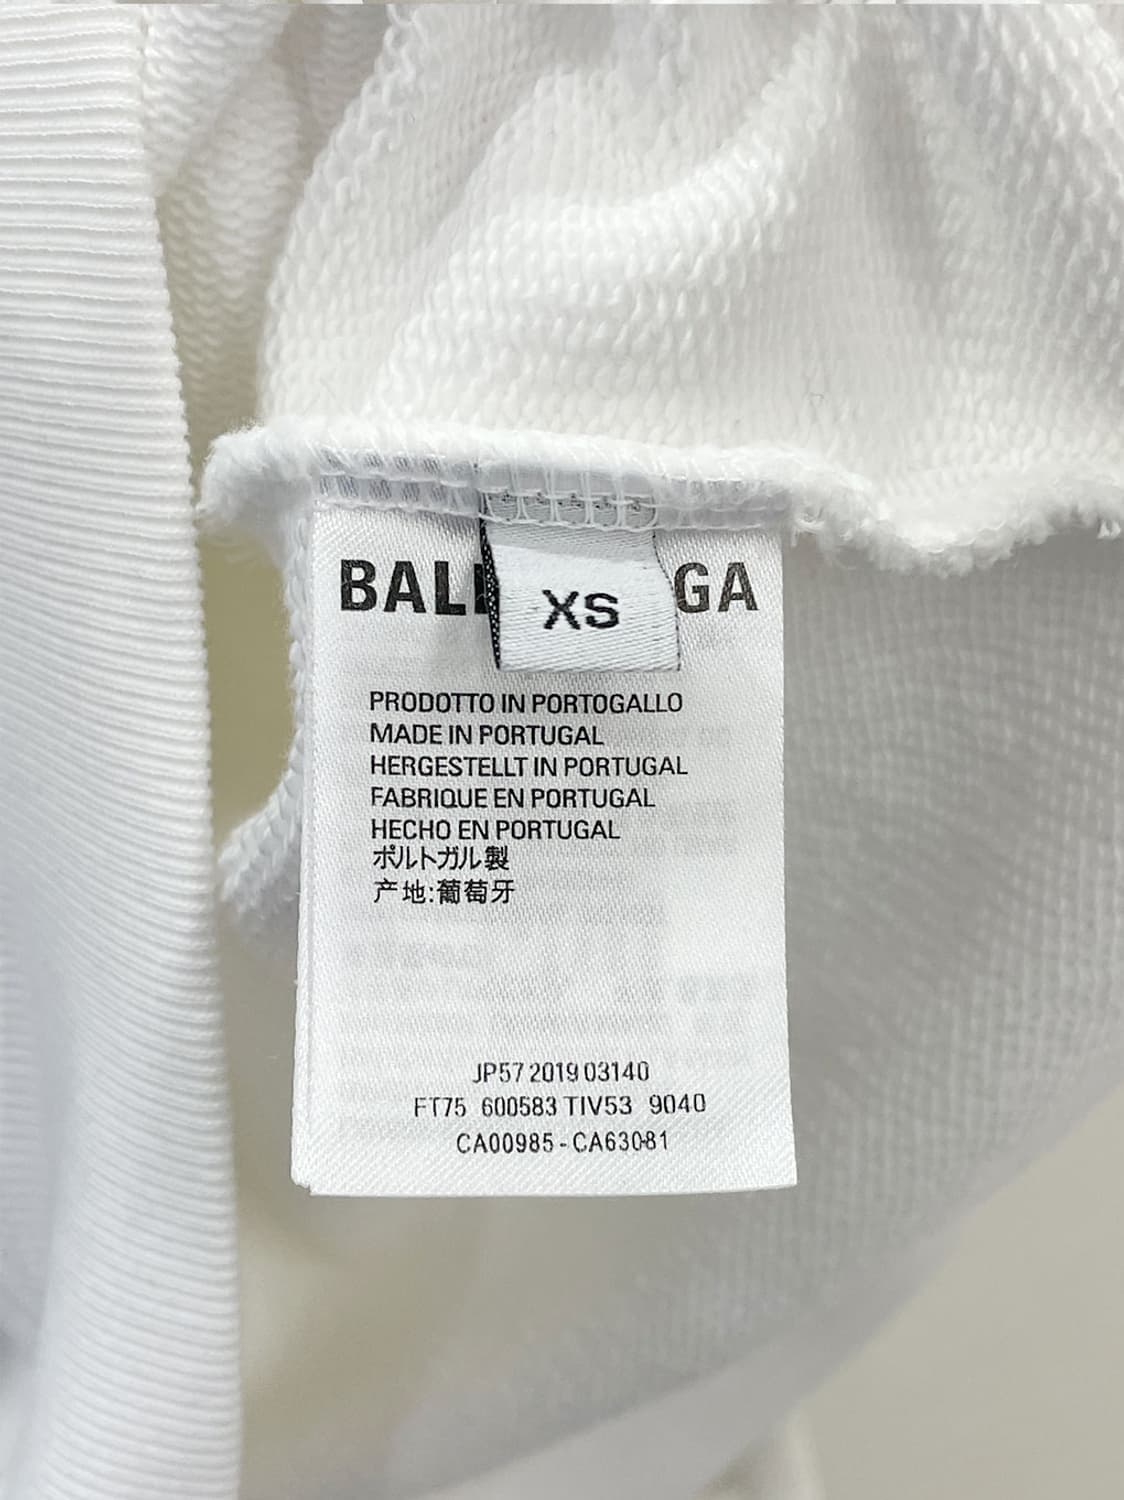 BAL GA
XS
PRODOTTO IN PORTOGALLO
MADE IN PORTUGAL
HERGESTELLT IN PORTUGAL
FABRIQUE EN PORTUGAL
HECHO EN PORTUGAL
ポルトガル製
产地:葡萄牙
JP57 2019 03140
FT75 600583 TIV53 9040
CA00985-CA63081